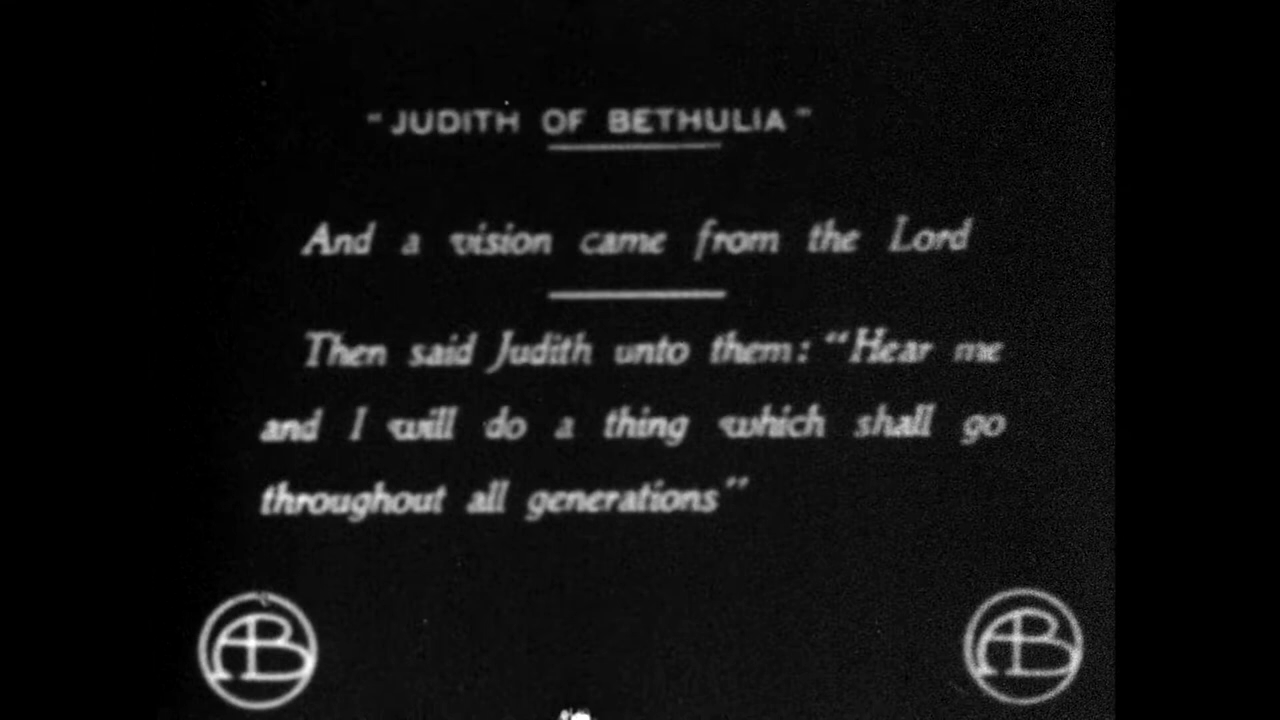 "JUDITH OF BETHULIA"
And a vision came from the Lord
Then said Judith unto them: "Hear me
and I will do a thing which shall go
throughout all generations"
AB
AB